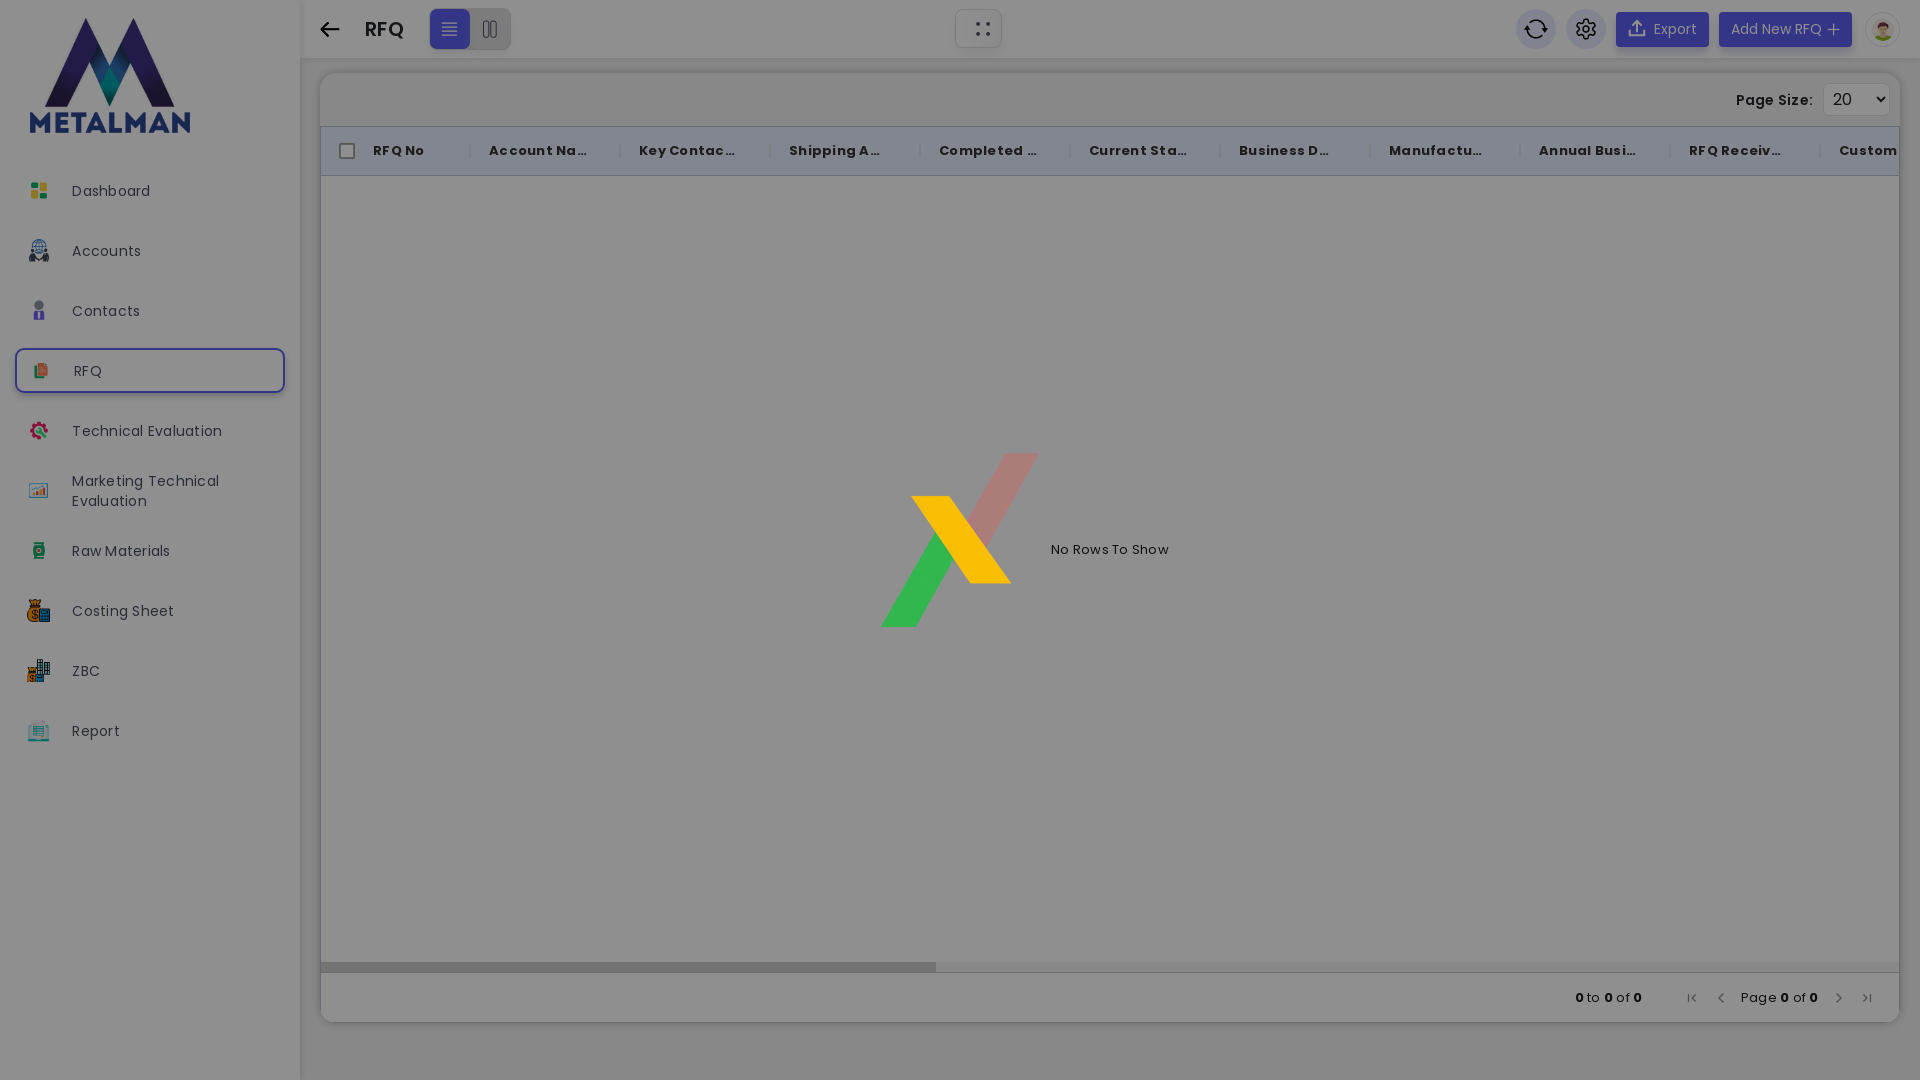 METALMAN
Dashboard
Accounts
Contacts
RFQ
Technical Evaluation
Marketing Technical
Evaluation
Raw Materials
Costing Sheet
ZBC
Report
RFQ
Export
Add New RFQ
Page Size:
20
RFQ No
Account Na...
Key Contac...
Shipping A...
Completed ...
Current Sta...
Business D...
Manufactu...
Annual Busi...
RFQ Receiv...
Custom
No Rows To Show
0 to 0 of 0
Page 0 of 0